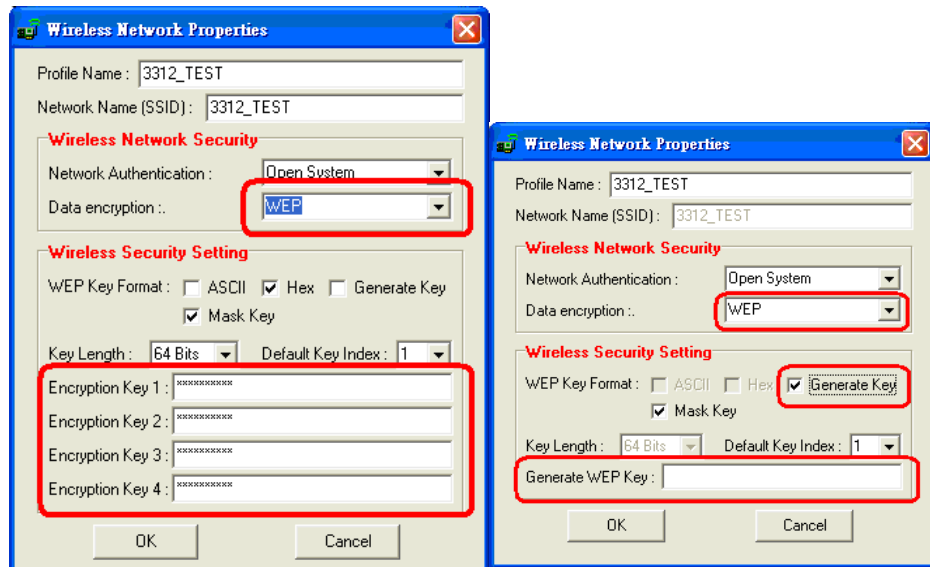 Wireless Network Properties
Profile Name : 3312_TEST
Network Name (SSID) : 3312_TEST
Wireless Network Security
Network Authentication : Open System
Data encryption :. WEP
Wireless Security Setting
WEP Key Format : ASCII Hex Generate Key
Mask Key
Key Length : 64 Bits Default Key Index : 1
Encryption Key 1 : **********
Encryption Key 2 : **********
Encryption Key 3 : **********
Encryption Key 4 : **********
OK Cancel
Wireless Network Properties
Profile Name : 3312_TEST
Network Name (SSID) : 3312_TEST
Wireless Network Security
Network Authentication : Open System
Data encryption :. WEP
Wireless Security Setting
WEP Key Format : ASCII Hex Generate Key
Mask Key
Key Length : 64 Bits Default Key Index : 1
Generate WEP Key :
OK Cancel